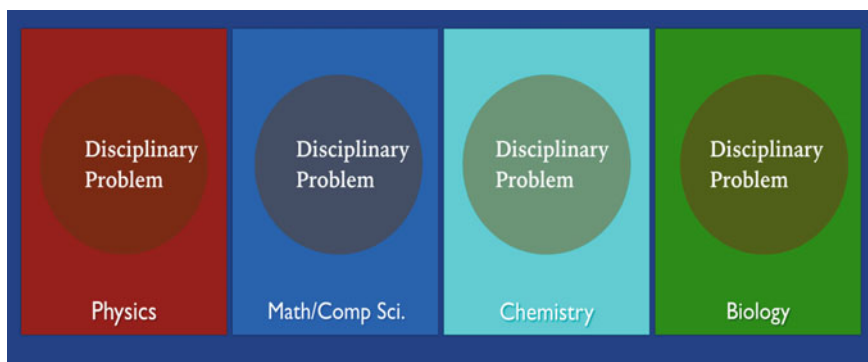 Disciplinary
Problem
Physics
Disciplinary
Problem
Math/Comp Sci.
Disciplinary
Problem
Chemistry
Disciplinary
Problem
Biology